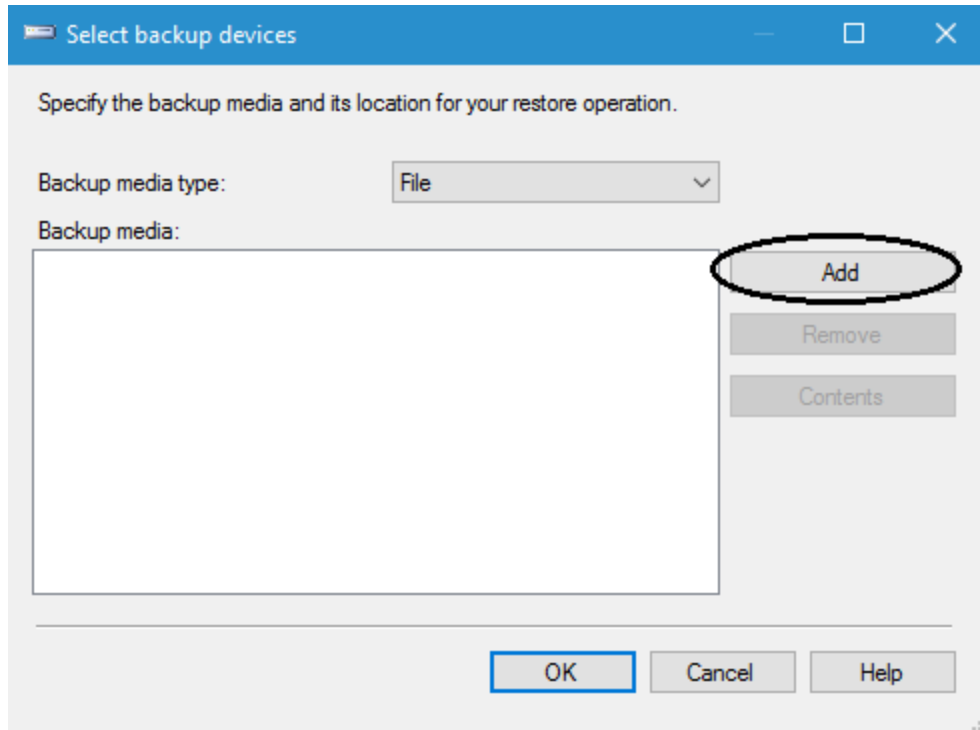 Select backup devices
Specify the backup media and its location for your restore operation.
Backup media type: File
Backup media:
Add
Remove
Contents
OK Cancel Help